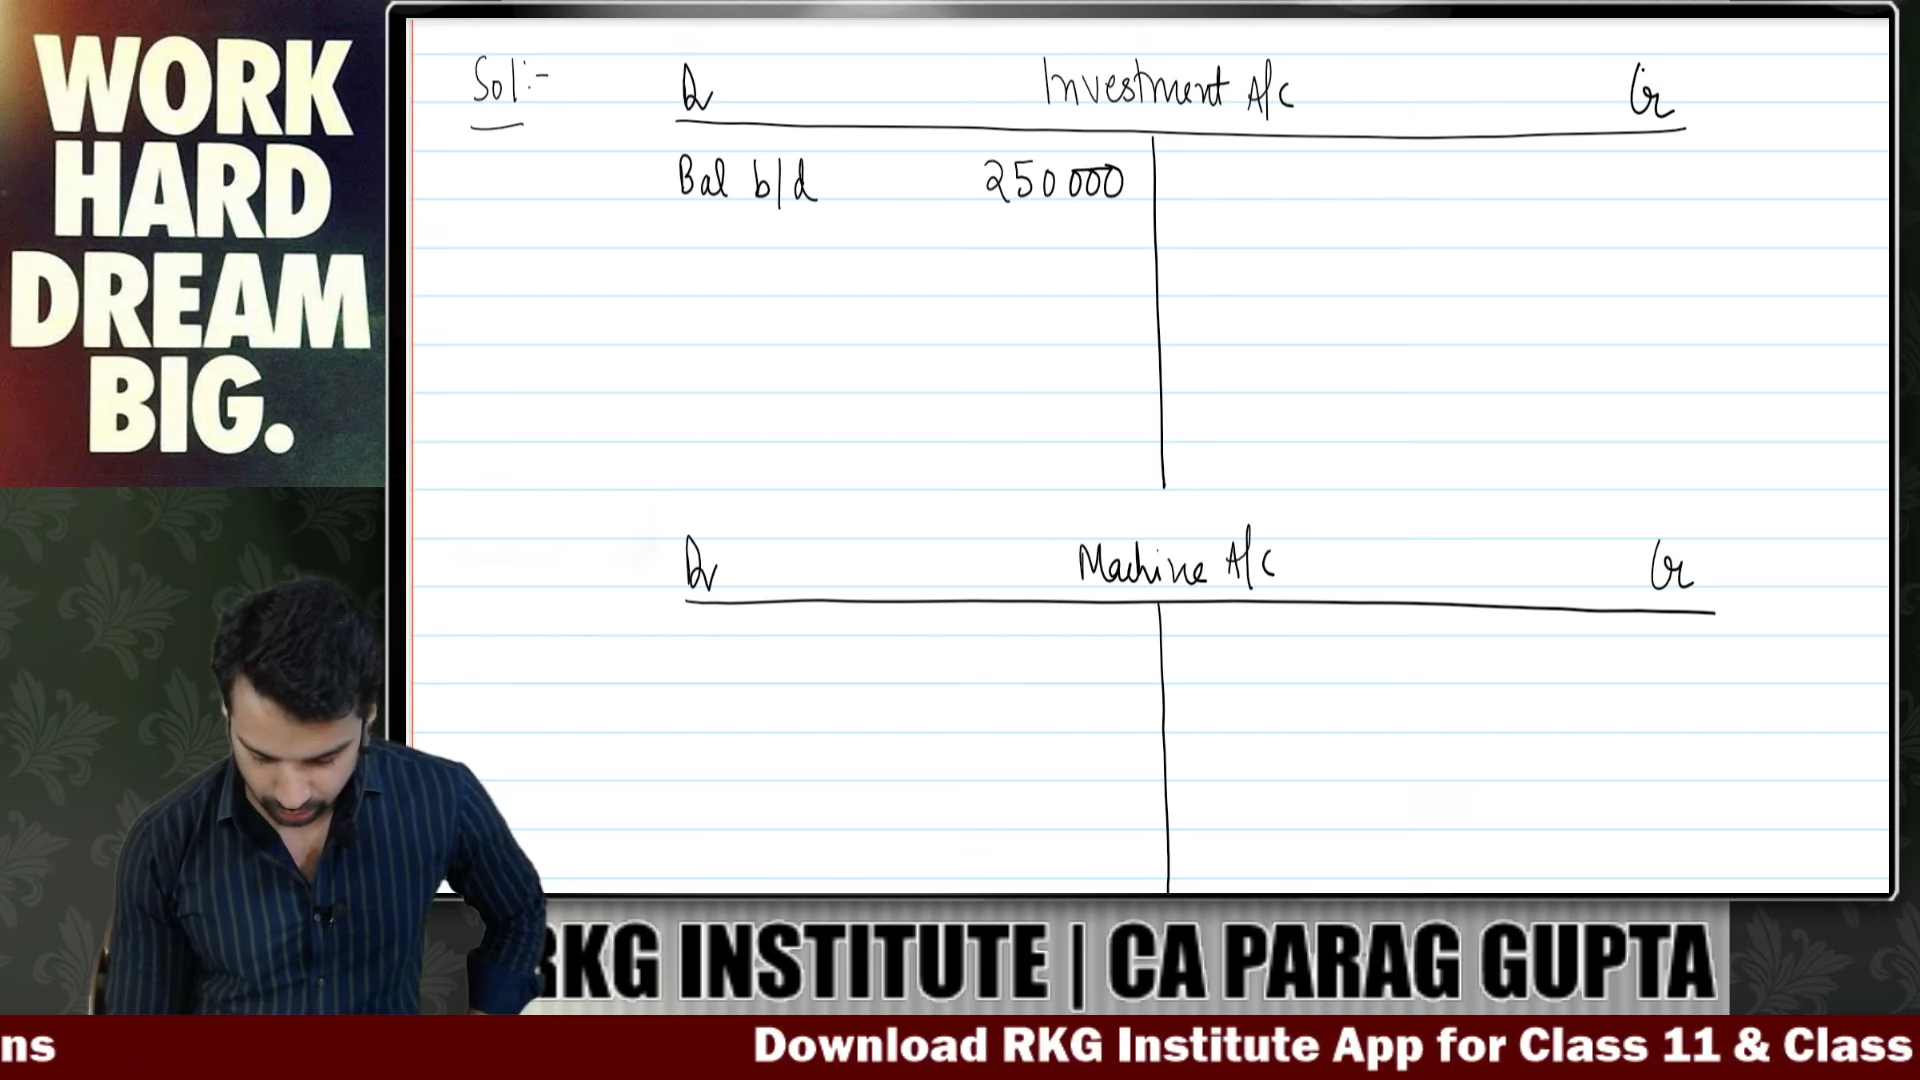 WORK
HARD
DREAM
BIG.
Sol:- Dr Investment A/c Cr
Bal b/d 250000
Dr Machine A/c Cr
RKG INSTITUTE | CA PARAG GUPTA
ns Download RKG Institute App for Class 11 & Class